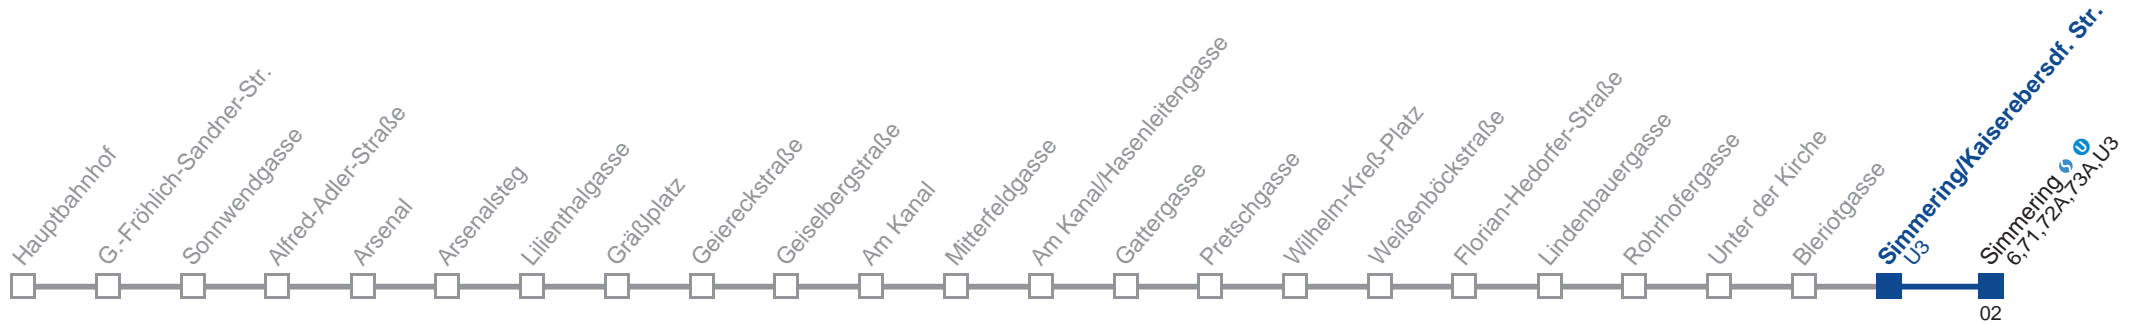 Hauptbahnhof
G.-Fröhlich-Sandner-Str.
Sonnwendgasse
Alfred-Adler-Straße
Arsenal
Arsenalsteg
Lilienthalgasse
Gräßlplatz
Geiereckstraße
Geiselbergstraße
Am Kanal
Mitterfeldgasse
Am Kanal/Hasenleitengasse
Gattergasse
Pretschgasse
Wilhelm-Kreß-Platz
Weißenböckstraße
Florian-Hedorfer-Straße
Lindenbauergasse
Rohrhofergasse
Unter der Kirche
Bleriotgasse
Simmering/Kaiserebersdf. Str.
U3
Simmering S U
6,71,72A,73A,U3
02